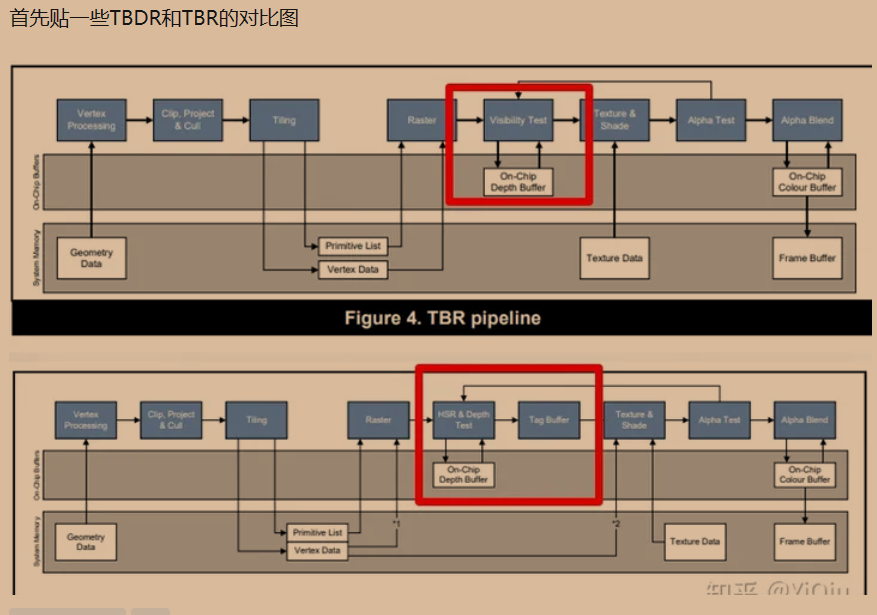 首先贴一些TBDR和TBR的对比图
Vertex
Processing
Clip, Project
& Cull
Tiling
Raster
Visibility Test
Texture &
Shade
Alpha Test
Alpha Blend
On-Chip Buffers
On-Chip
Depth Buffer
On-Chip
Colour Buffer
System Memory
Geometry
Data
Primitive List
Vertex Data
Texture Data
Frame Buffer
Figure 4. TBR pipeline
Vertex
Processing
Clip, Project
& Cull
Tiling
Raster
HSR & Depth
Test
Tag Buffer
Texture &
Shade
Alpha Test
Alpha Blend
On-Chip Buffers
On-Chip
Depth Buffer
On-Chip
Colour Buffer
System Memory
Geometry
Data
Primitive List
Vertex Data
*1
*2
Texture Data
Frame Buffer
知乎 @YiQiu